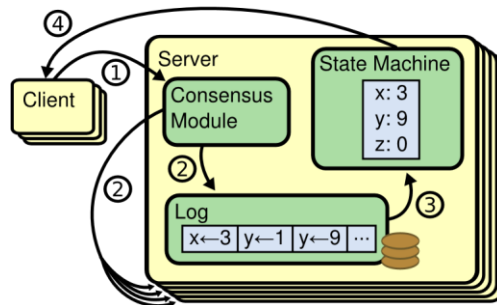 ④
①
Server
State Machine
Client
Consensus
Module
x: 3
y: 9
z: 0
②
②
③
Log
x←3 y←1 y←9 ···